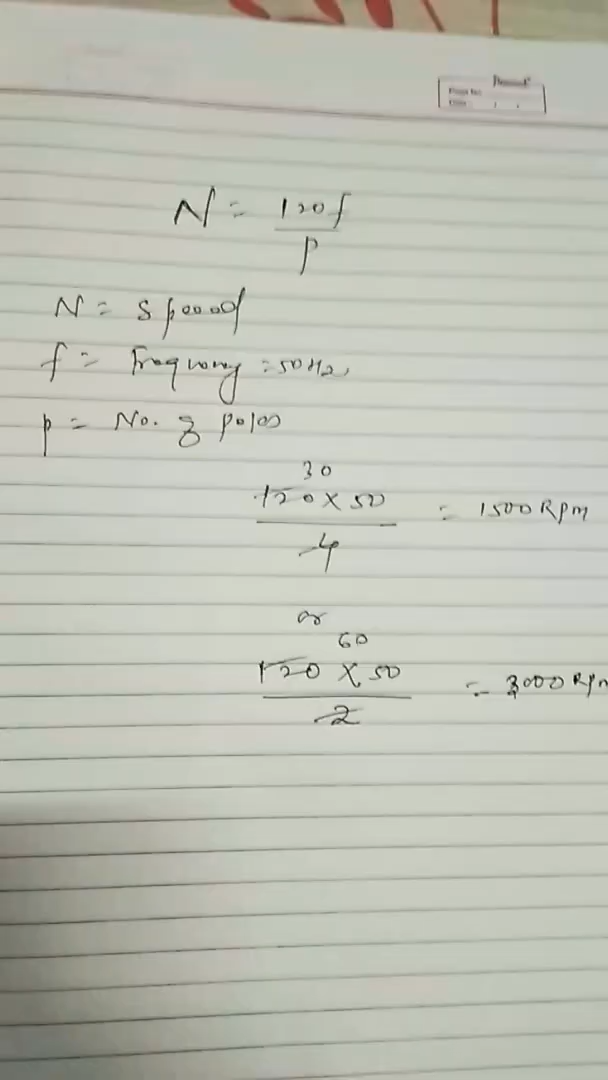 N = 120f
P
N = Speed
f = Frequency = 50Hz,
p = No. of poles
30
120 X 50 = 1500 Rpm
4
or
60
120 X 50 = 3000 Rpm
2